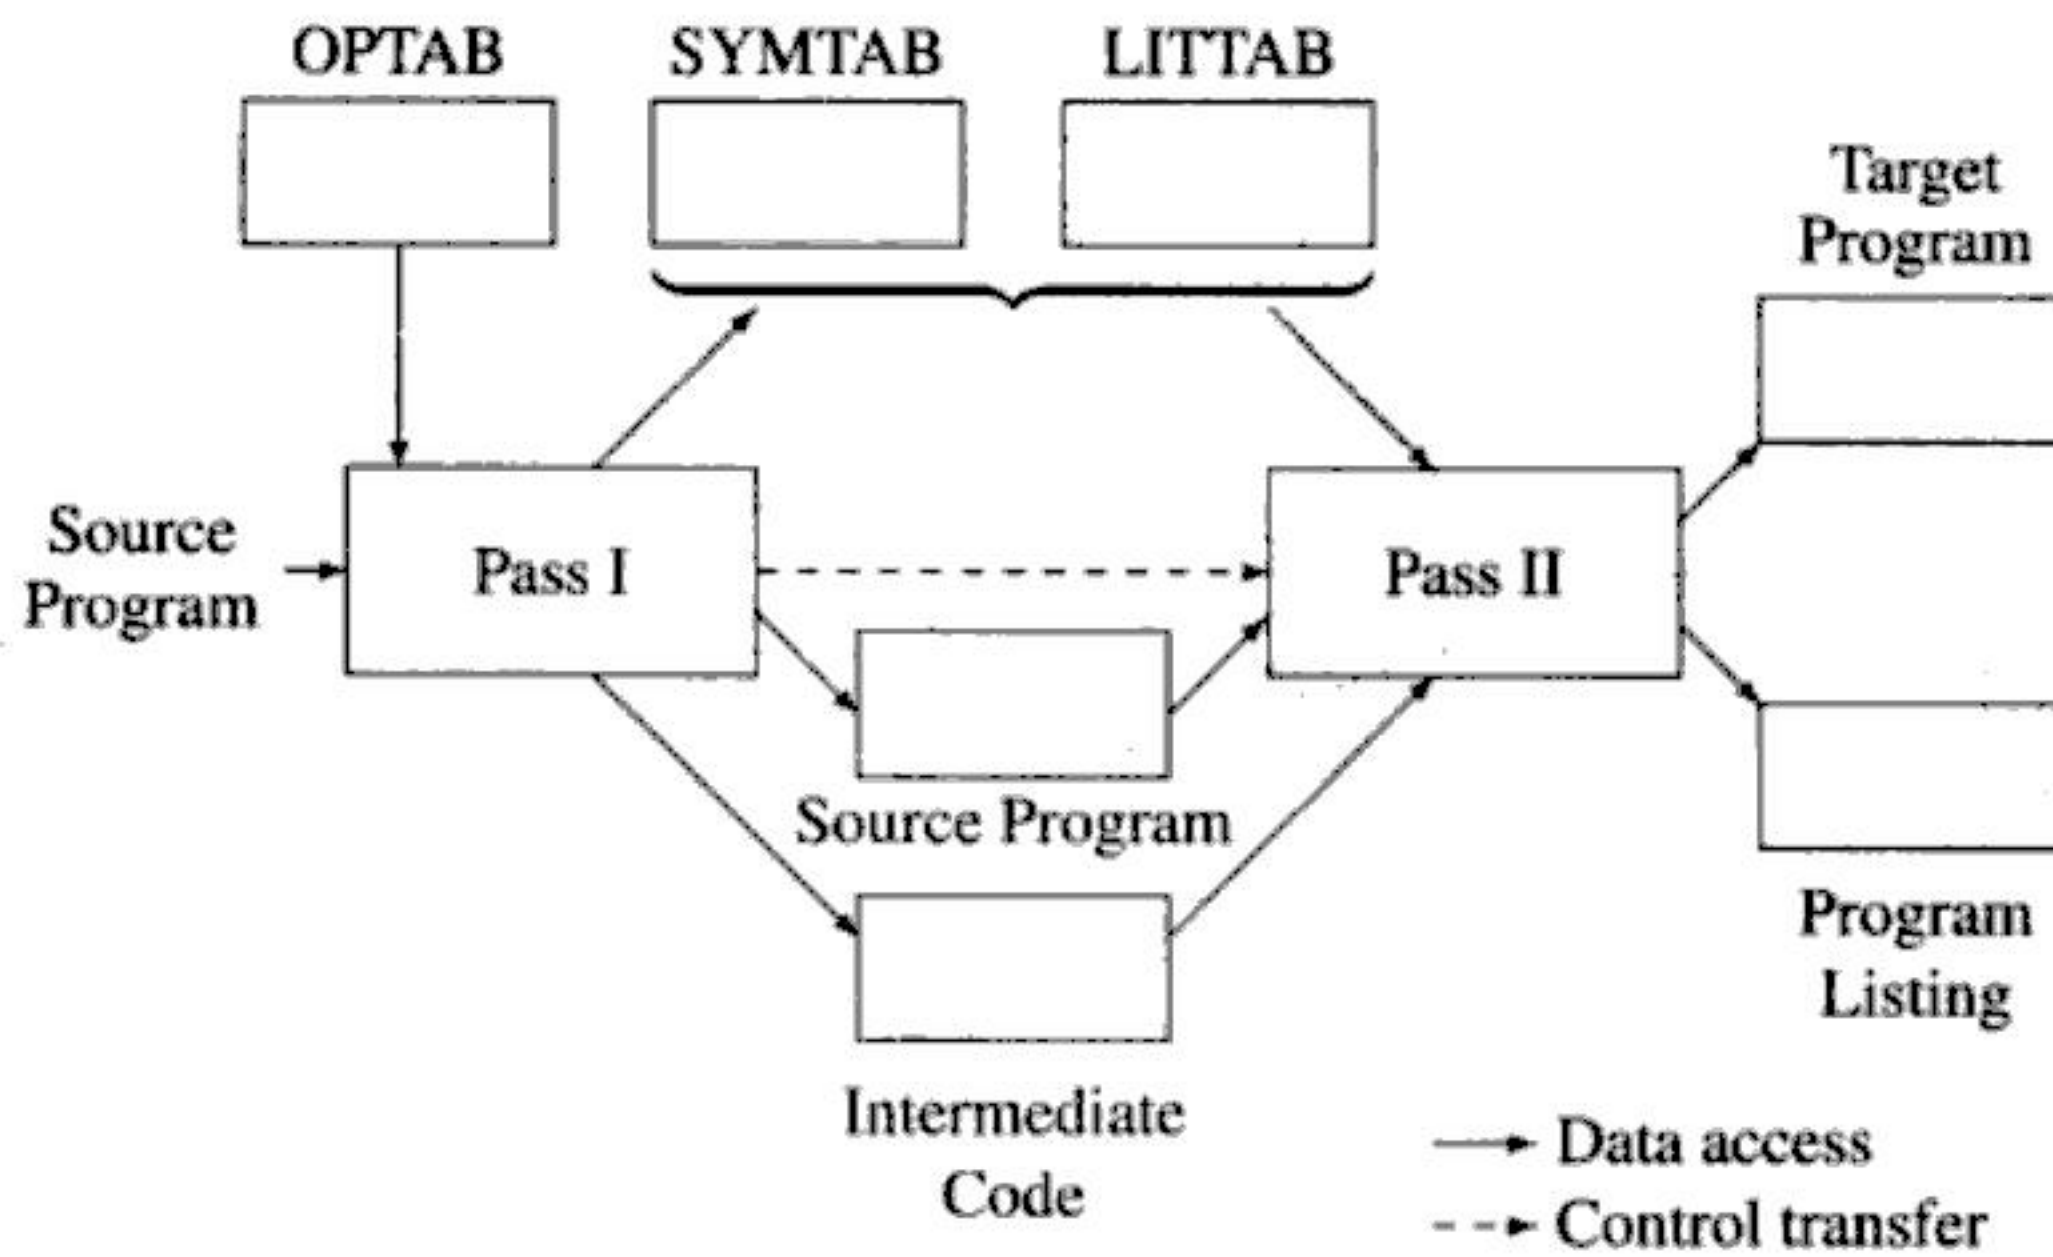 OPTAB
SYMTAB
LITTAB
Target
Program
Source
Program
Pass I
Pass II
Source Program
Program
Listing
Intermediate
Code
Data access
Control transfer